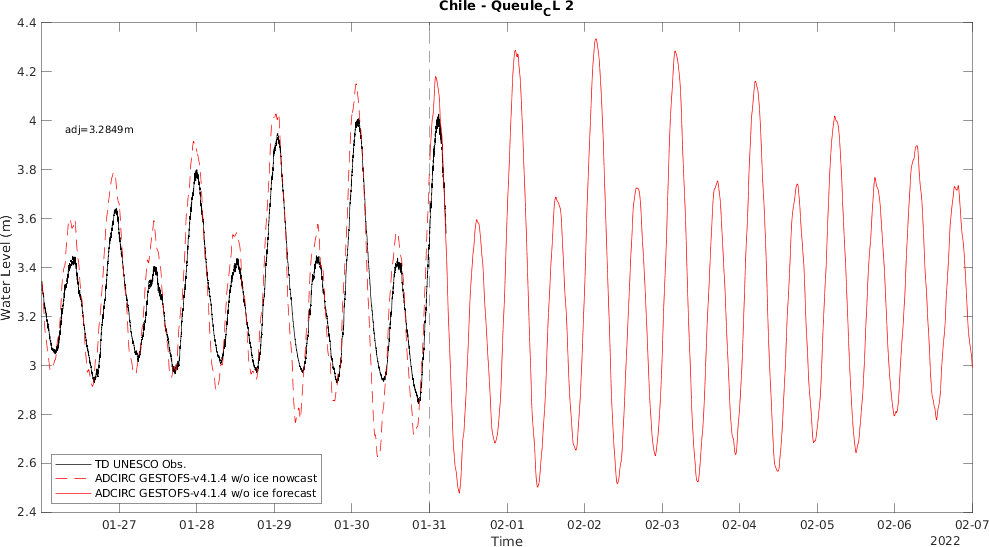 Chile - Queule_CL 2
4.4
4.2
4
3.8
3.6
3.4
3.2
3
2.8
2.6
2.4
Water Level (m)
adj=3.2849m
TD UNESCO Obs.
ADCIRC GESTOFS-v4.1.4 w/o ice nowcast
ADCIRC GESTOFS-v4.1.4 w/o ice forecast
01-27 01-28 01-29 01-30 01-31 02-01 02-02 02-03 02-04 02-05 02-06 02-07
Time
2022